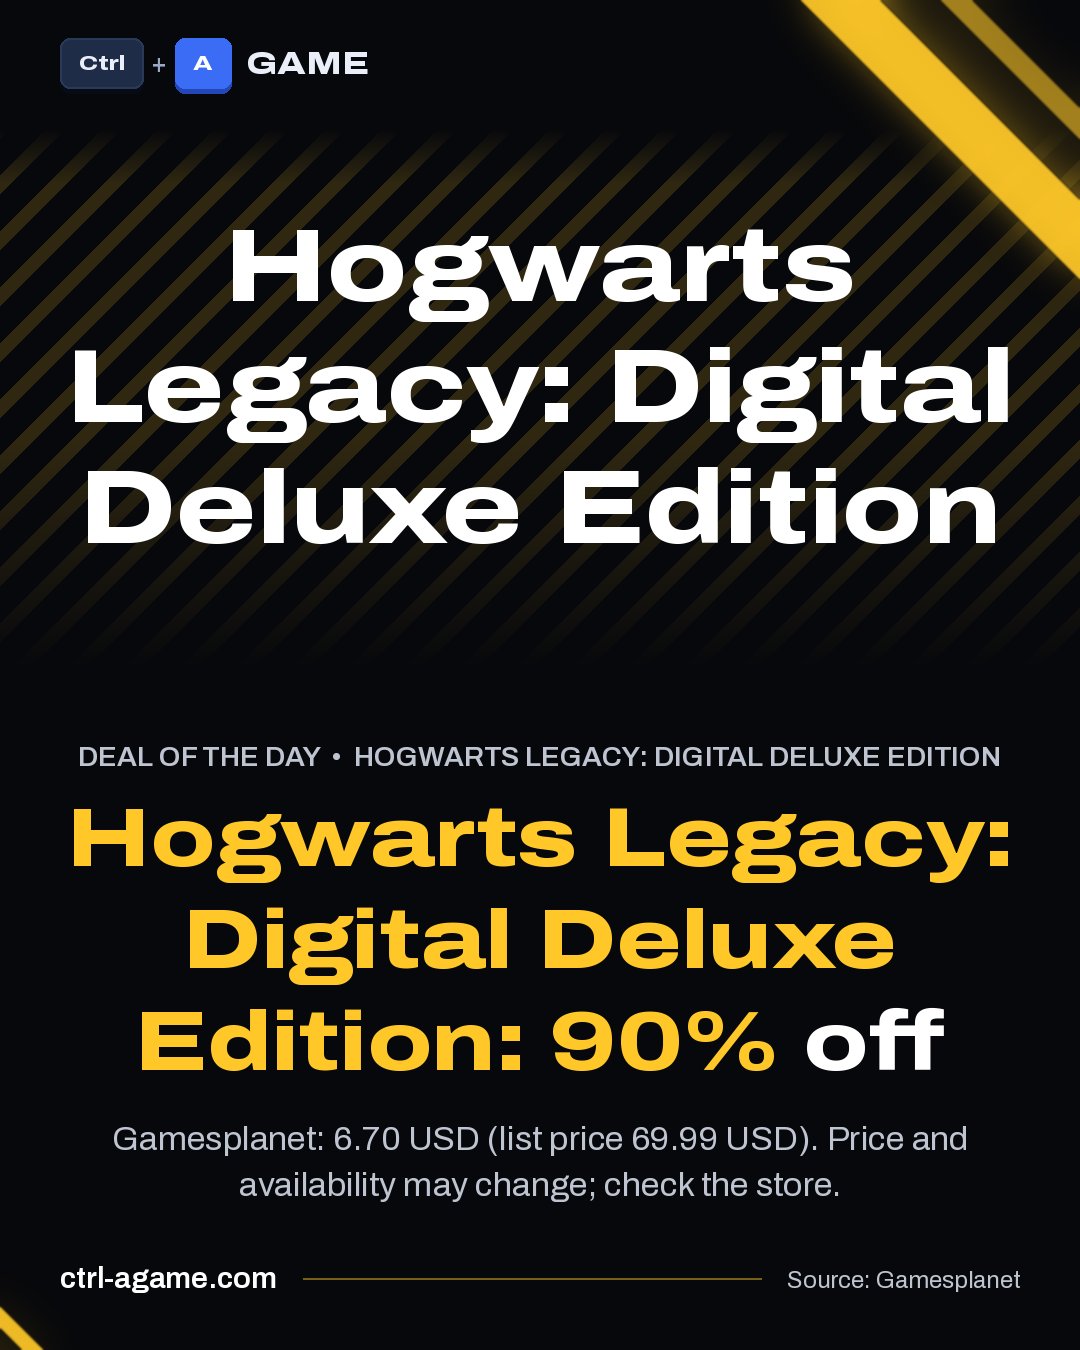 Ctrl + A GAME
Hogwarts
Legacy: Digital
Deluxe Edition
DEAL OF THE DAY • HOGWARTS LEGACY: DIGITAL DELUXE EDITION
Hogwarts Legacy:
Digital Deluxe
Edition: 90% off
Gamesplanet: 6.70 USD (list price 69.99 USD). Price and
availability may change; check the store.
ctrl-agame.com
Source: Gamesplanet